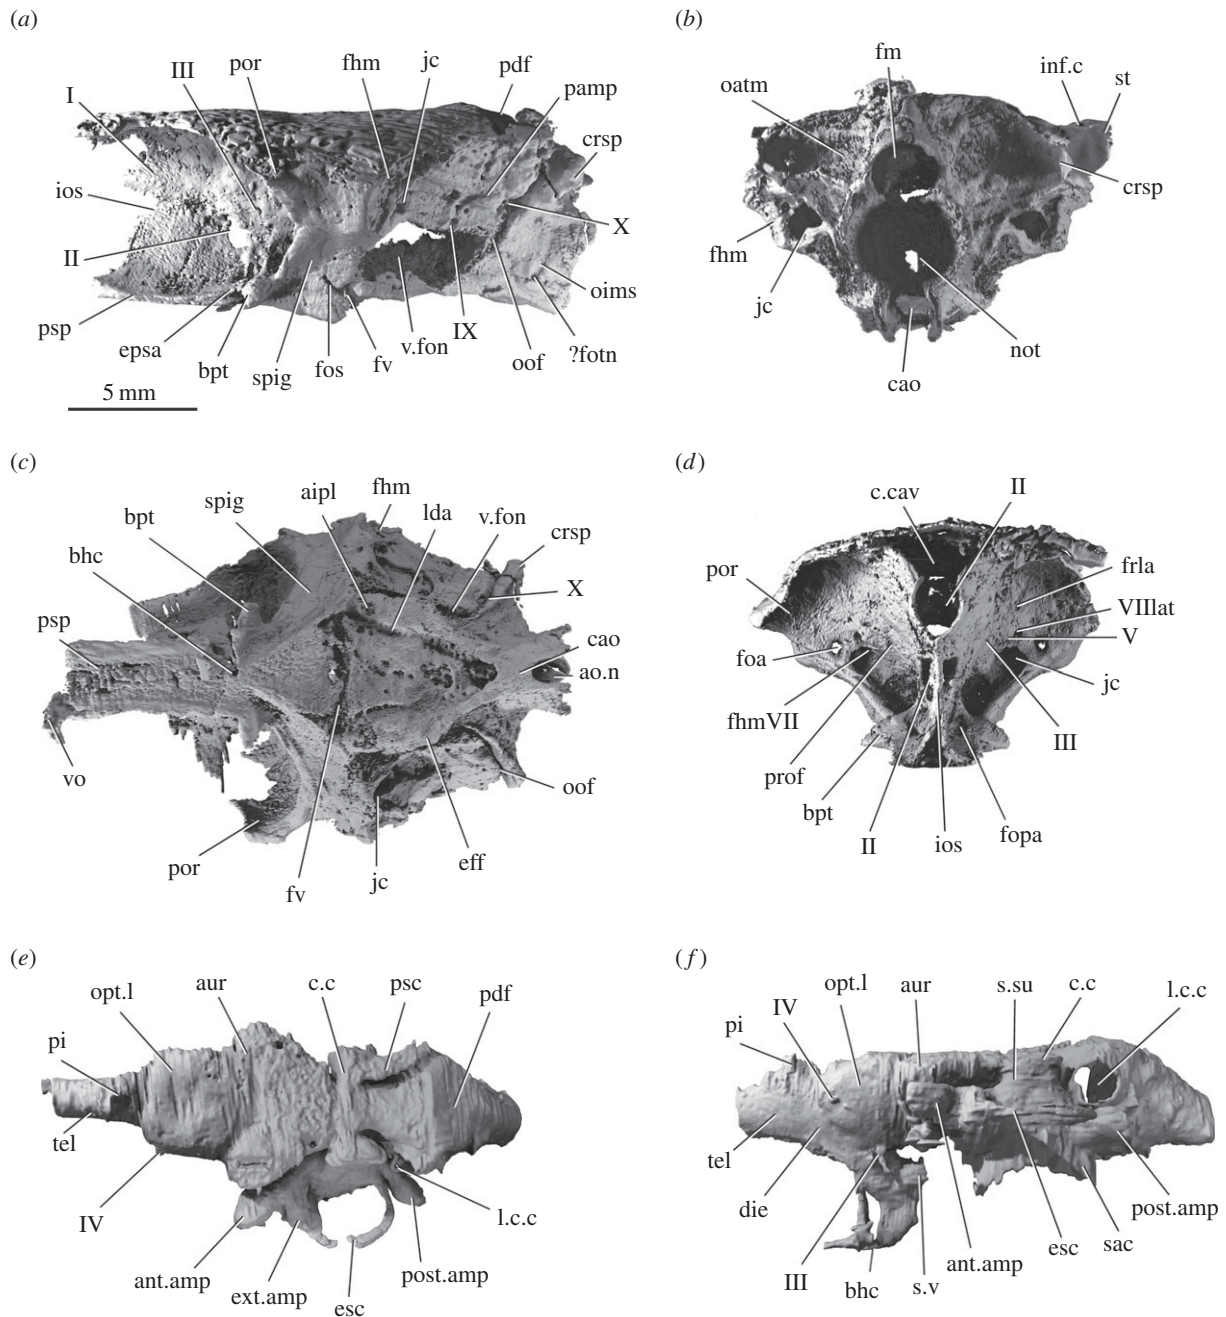 (a)
I
III
por
fhm
jc
pdf
pamp
crsp
ios
II
X
psp
epsa
bpt
spig
fos
fv
v.fon
IX
oof
?fotn
oims
5 mm
(b)
fm
oatm
inf.c
st
crsp
fhm
jc
not
cao
(c)
aipl
fhm
spig
lda
v.fon
bpt
crsp
bhc
X
psp
cao
ao.n
vo
oof
por
eff
jc
fv
(d)
c.cav
II
por
frla
VIIlat
V
foa
jc
fhmVII
III
prof
bpt
fopa
II
ios
(e)
opt.l
aur
c.c
psc
pdf
pi
tel
IV
l.c.c
ant.amp
post.amp
ext.amp
esc
(f)
IV
opt.l
aur
s.su
c.c
l.c.c
pi
tel
die
post.amp
sac
esc
ant.amp
III
bhc
s.v